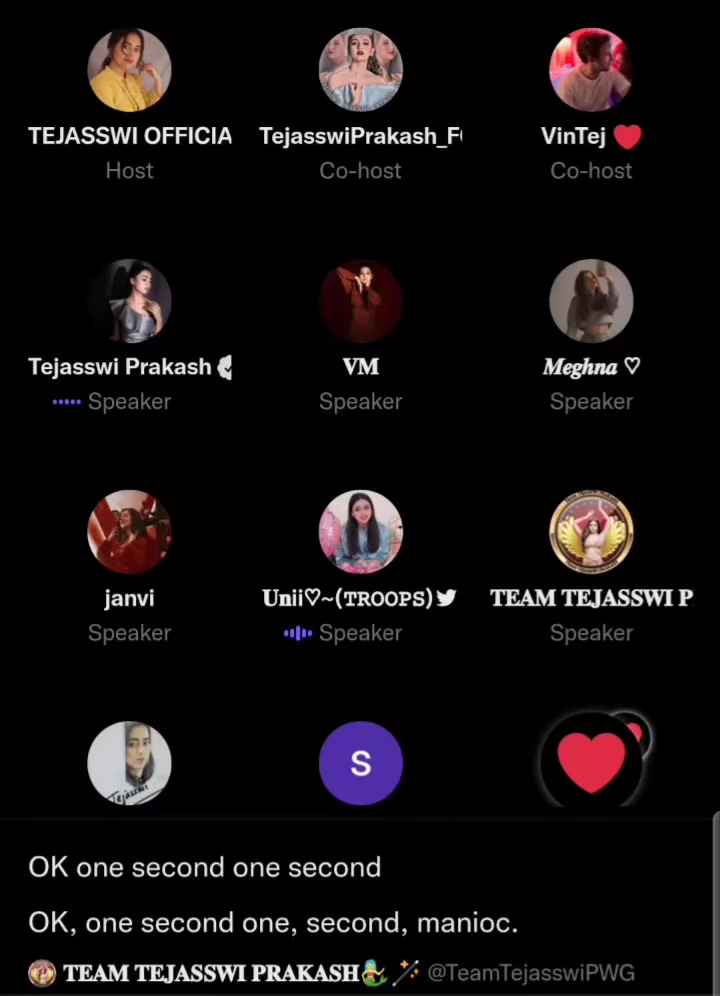 TEJASSWI OFFICIA TejasswiPrakash_F VinTej ❤️
Host Co-host Co-host
Tejasswi Prakash VM Meghna ♡
Speaker Speaker Speaker
janvi Unii♡~(TROOPS) TEAM TEJASSWI P
Speaker Speaker Speaker
Tejasswi S
OK one second one second
OK, one second one, second, manioc.
TEAM TEJASSWI PRAKASH🧜‍♀️🪄 @TeamTejasswiPWG